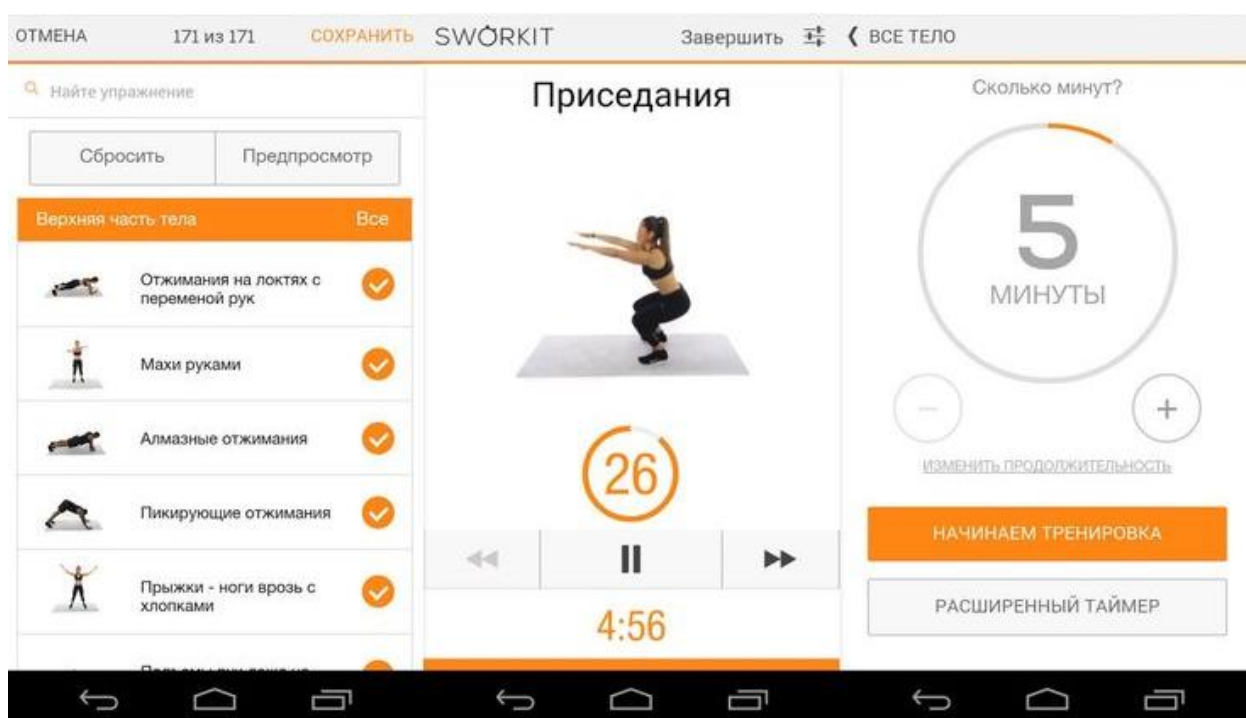 ОТМЕНА
171 из 171
СОХРАНИТЬ
Найте упражнение
Сбросить
Предпросмотр
Верхняя часть тела
Все
Отжимания на локтях с
переменой рук
Махи руками
Алмазные отжимания
Пикирующие отжимания
Прыжки - ноги врозь с
хлопками
SWORKIT
Завершить
Приседания
26
4:56
ВСЕ ТЕЛО
Сколько минут?
5
МИНУТЫ
ИЗМЕНИТЬ ПРОДОЛЖИТЕЛЬНОСТЬ
НАЧИНАЕМ ТРЕНИРОВКА
РАСШИРЕННЫЙ ТАЙМЕР